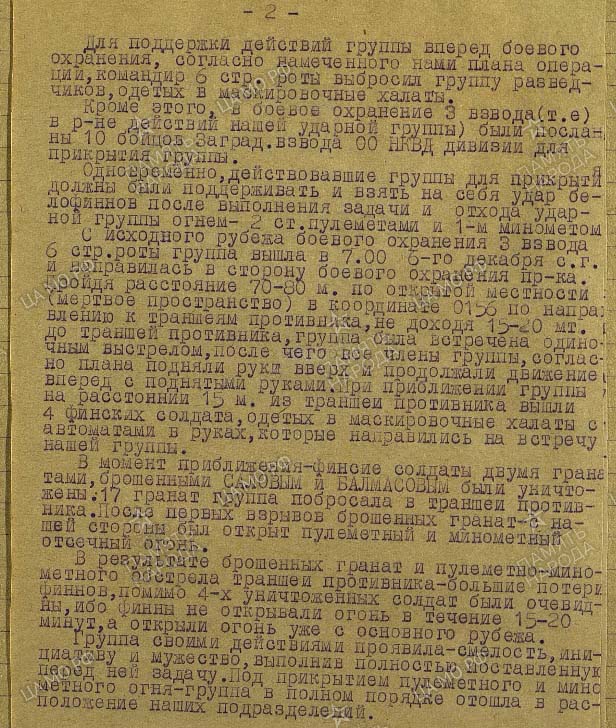 - 2 -
Для поддержки действий группы вперед боевого
охранения, согласно намеченного нами плана опера-
ций,командир 6 стр. роты выбросил группу развед-
чиков,одетых в маскировочные халаты.
Кроме этого, в боевое охранение 3 взвода(т.е)
в р-не действий нашей ударной группы) были послан
ны 10 бойцов Заград.взвода ОО НКВД дивизии для
прикрытия группы.
Одновременно,действовавшие группы для прикрытия
должны были поддерживать и взять на себя удар бе-
лофиннов после выполнения задачи и отхода удар-
ной группы огнем- 2 ст.пулеметами и 1-м минометом
С исходного рубежа боевого охранения 3 взвода
6 стр.роты группа вышла в 7.00 6-го декабря с.г.
и направилась в сторону боевого охранения пр-ка.
Пройдя расстояние 70-80 м. по открытой местности
(мертвое пространство) в координате 0156 по напра-
влению к траншеям противника,не доходя 15-20 мт.
до траншей противника,группа была встречена одино-
чным выстрелом,после чего все члены группы,соглас-
но плана подняли руки вверх и продолжали движение
вперед с поднятыми руками.При приближении группы
на расстоянии 15 м. из траншеи противника вышли
4 финских солдата,одетых в маскировочные халаты с
автоматами в руках,которые направились на встречу
нашей группы.
В момент приближения-финсие солдаты двумя грана
тами,брошенными САВОВЫМ и БАЛМАСОВЫМ были уничто-
жены.17 гранат группа побросала в траншеи против-
ника.После первых взрывов брошенных гранат-с на-
шей стороны был открыт пулеметный и минометный
отсечный огонь.
В результате брошенных гранат и пулеметно-мино-
метного обстрела траншеи противника-большие потери
финнов,помимо 4-х уничтоженных солдат были очевид-
ны,ибо финны не открывали огонь в течение 15-20
минут,а открыли огонь уже с основного рубежа.
Группа своими действиями проявила-смелость,ини-
циативу и мужество,выполнив полностью поставленную
перед ней задачу.Под прикрытием пулеметного и мино
метного огня-группа в полном порядке отошла в рас-
положение наших подразделений.